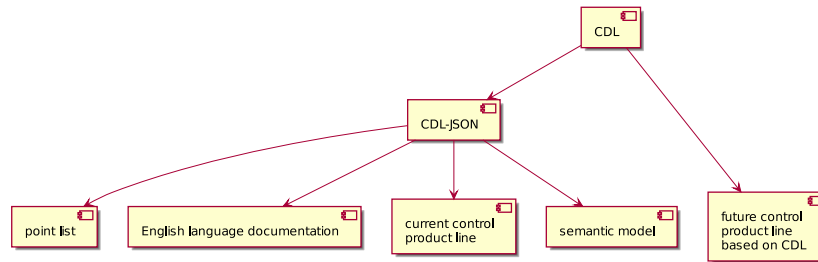 CDL
CDL-JSON
point list
English language documentation
current control
product line
semantic model
future control
product line
based on CDL